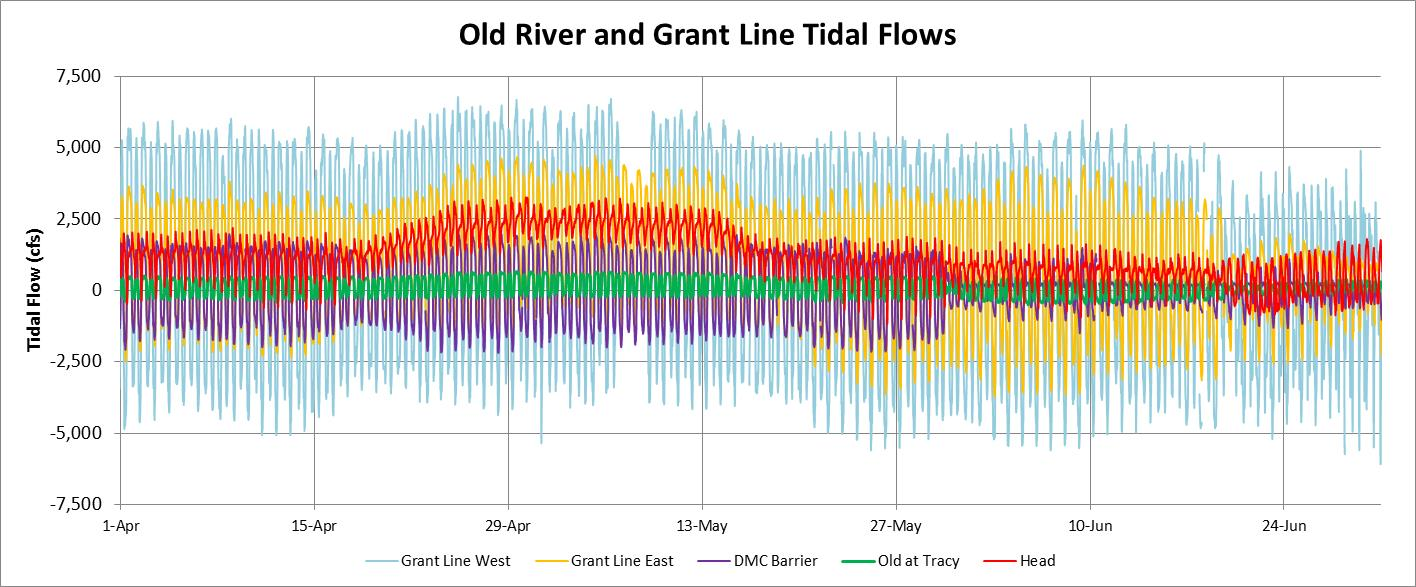 Old River and Grant Line Tidal Flows
7,500
5,000
2,500
0
-2,500
-5,000
-7,500
Tidal Flow (cfs)
1-Apr 15-Apr 29-Apr 13-May 27-May 10-Jun 24-Jun
Grant Line West Grant Line East DMC Barrier Old at Tracy Head